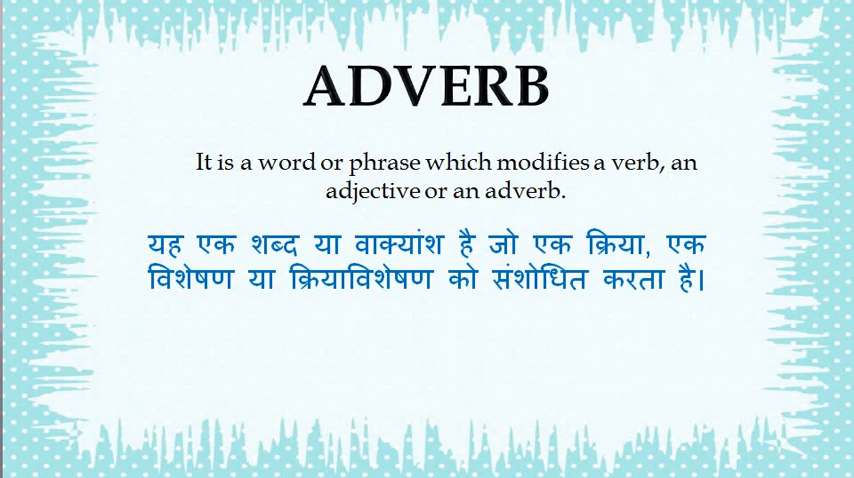 ADVERB
It is a word or phrase which modifies a verb, an
adjective or an adverb.
यह एक शब्द या वाक्यांश है जो एक क्रिया, एक
विशेषण या क्रियाविशेषण को संशोधित करता है।